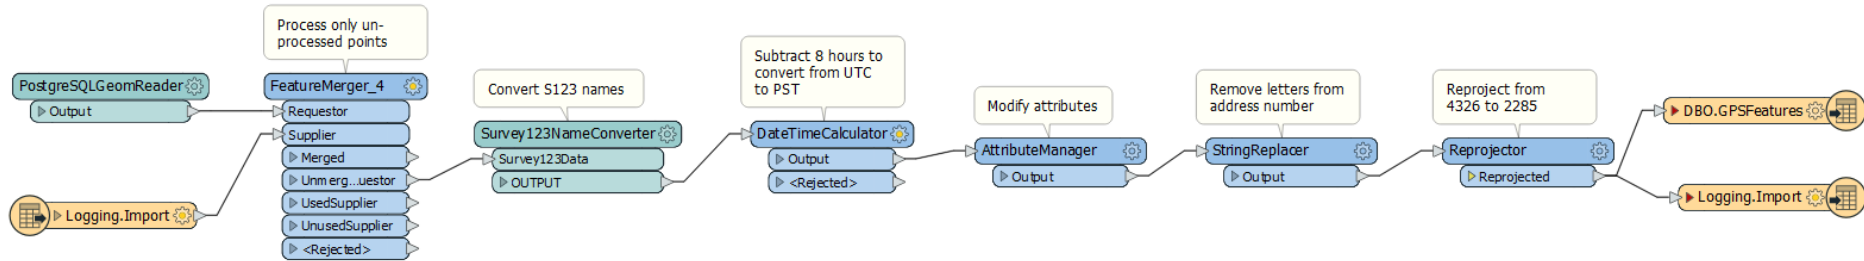 Process only un-
processed points
PostgreSQLGeomReader
Output
Logging.Import
FeatureMerger_4
Requestor
Supplier
Merged
Unmerg...uestor
UsedSupplier
UnusedSupplier
<Rejected>
Convert S123 names
Survey123NameConverter
Survey123Data
OUTPUT
Subtract 8 hours to
convert from UTC
to PST
DateTimeCalculator
Output
<Rejected>
Modify attributes
AttributeManager
Output
Remove letters from
address number
StringReplacer
Output
Reproject from
4326 to 2285
Reprojector
Reprojected
DBO.GPSFeatures
Logging.Import